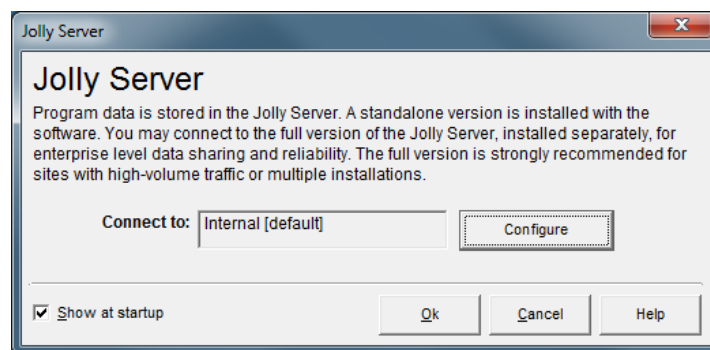 Jolly Server
Jolly Server
Program data is stored in the Jolly Server. A standalone version is installed with the
software. You may connect to the full version of the Jolly Server, installed separately, for
enterprise level data sharing and reliability. The full version is strongly recommended for
sites with high-volume traffic or multiple installations.
Connect to: Internal [default] Configure
Show at startup Ok Cancel Help